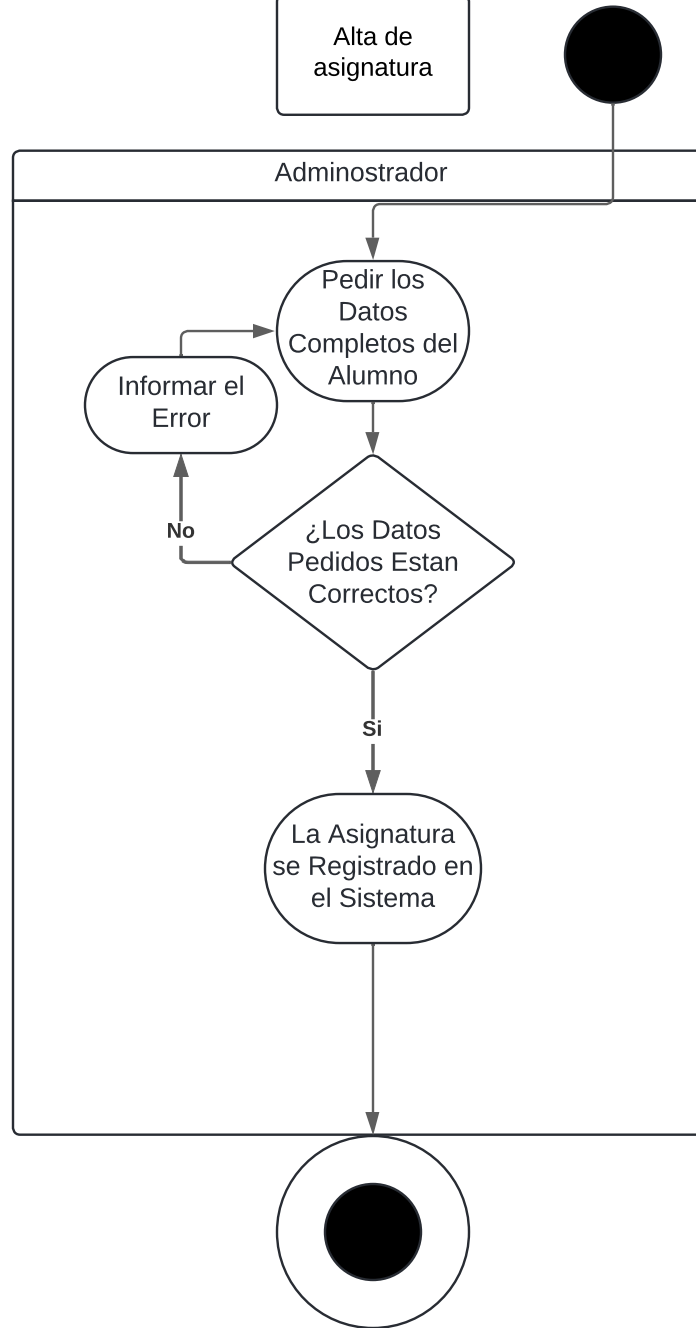 Alta de
asignatura
Adminostrador
Pedir los
Datos
Completos del
Alumno
Informar el
Error
¿Los Datos
Pedidos Estan
Correctos?
No
Si
La Asignatura
se Registrado en
el Sistema